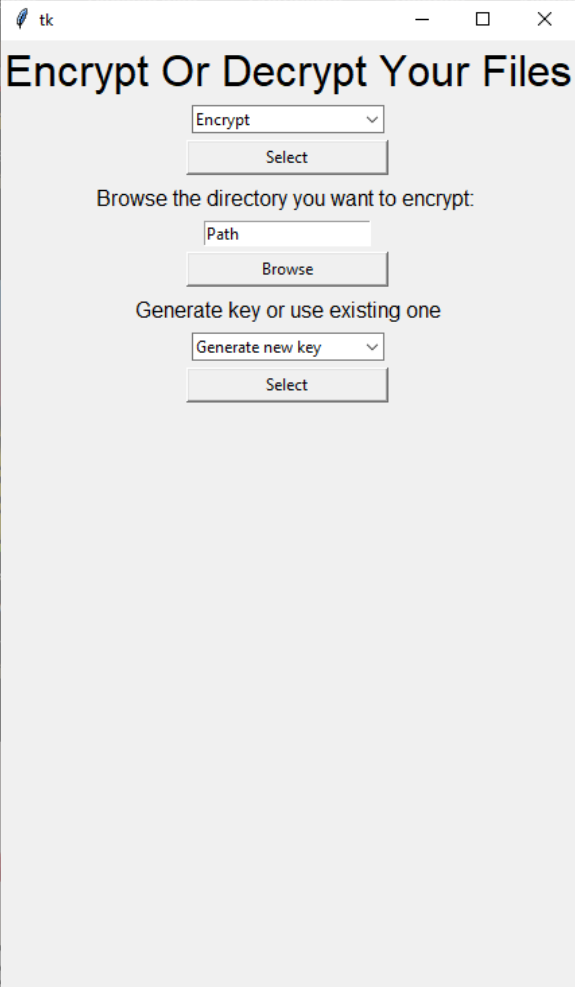 tk
Encrypt Or Decrypt Your Files
Encrypt
Select
Browse the directory you want to encrypt:
Path
Browse
Generate key or use existing one
Generate new key
Select